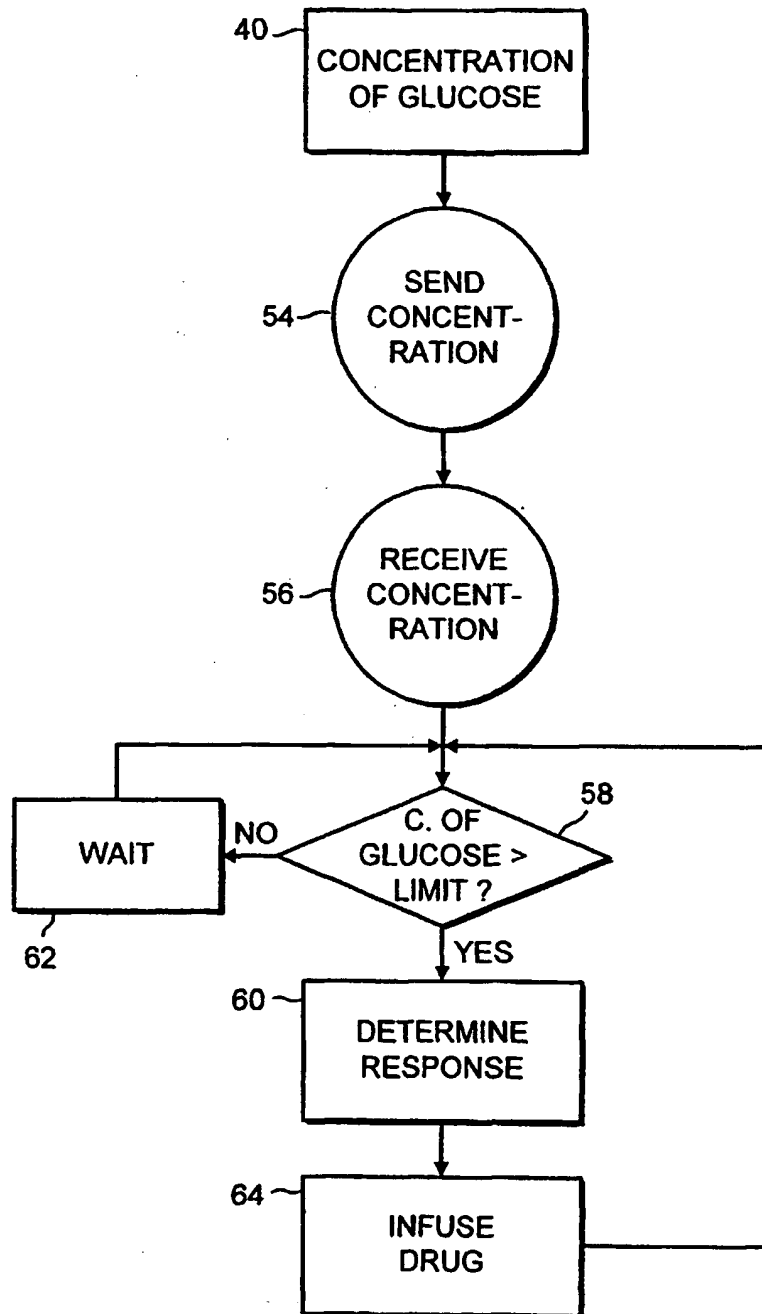 40
CONCENTRATION
OF GLUCOSE
54
SEND
CONCENT-
RATION
56
RECEIVE
CONCENT-
RATION
58
C. OF
GLUCOSE >
LIMIT ?
NO
WAIT
62
YES
60
DETERMINE
RESPONSE
64
INFUSE
DRUG